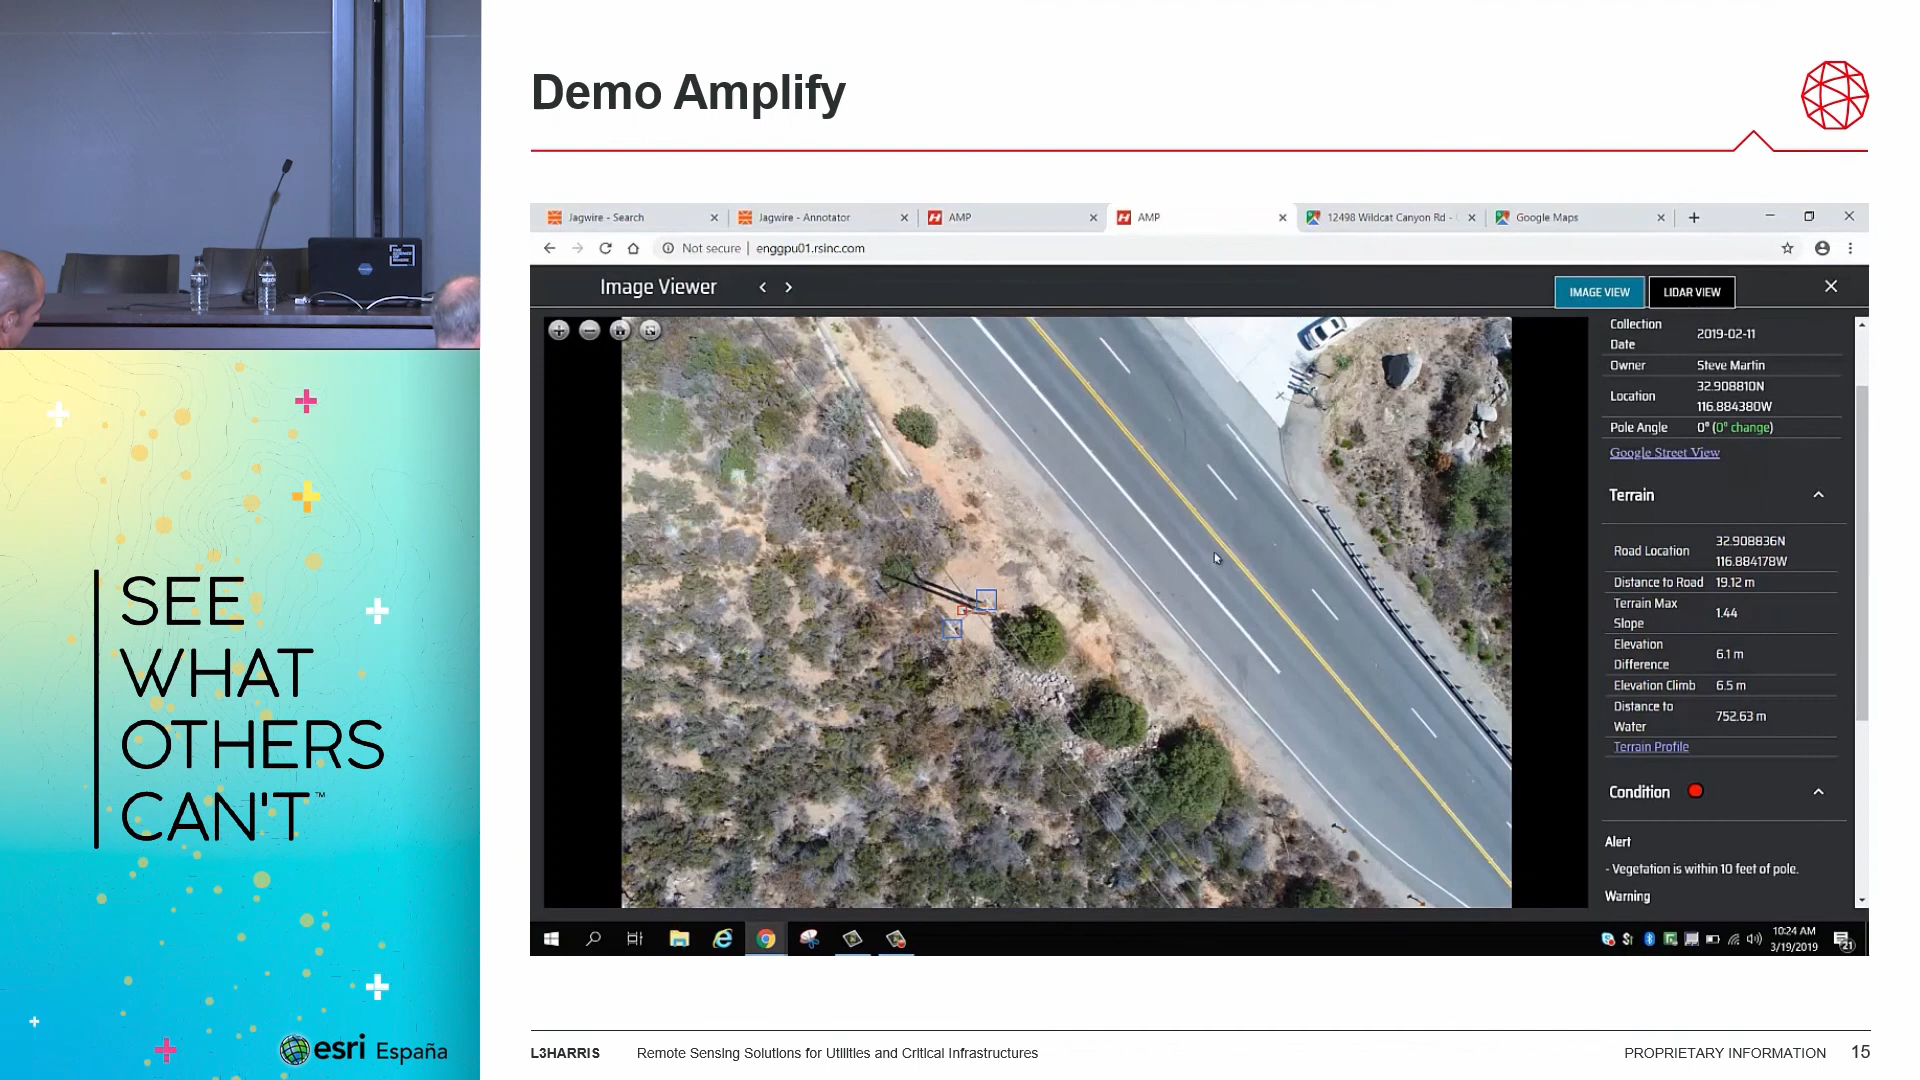 Demo Amplify
Jagwire - Search
Jagwire - Annotator
AMP
AMP
12498 Wildcat Canyon Rd -
Google Maps
Not secure | enggpu01.rsinc.com
Image Viewer
IMAGE VIEW
LIDAR VIEW
Collection Date 2019-02-11
Owner Steve Martin
Location 32.908810N 116.884380W
Pole Angle 0° (0° change)
Google Street View
Terrain
Road Location 32.908836N 116.884178W
Distance to Road 19.12 m
Terrain Max Slope 1.44
Elevation Difference 6.1 m
Elevation Climb 6.5 m
Distance to Water 752.63 m
Terrain Profile
Condition
Alert
- Vegetation is within 10 feet of pole.
Warning
10:24 AM
3/19/2019
21
SEE
WHAT
OTHERS
CAN'T™
esri España
L3HARRIS
Remote Sensing Solutions for Utilities and Critical Infrastructures
PROPRIETARY INFORMATION 15